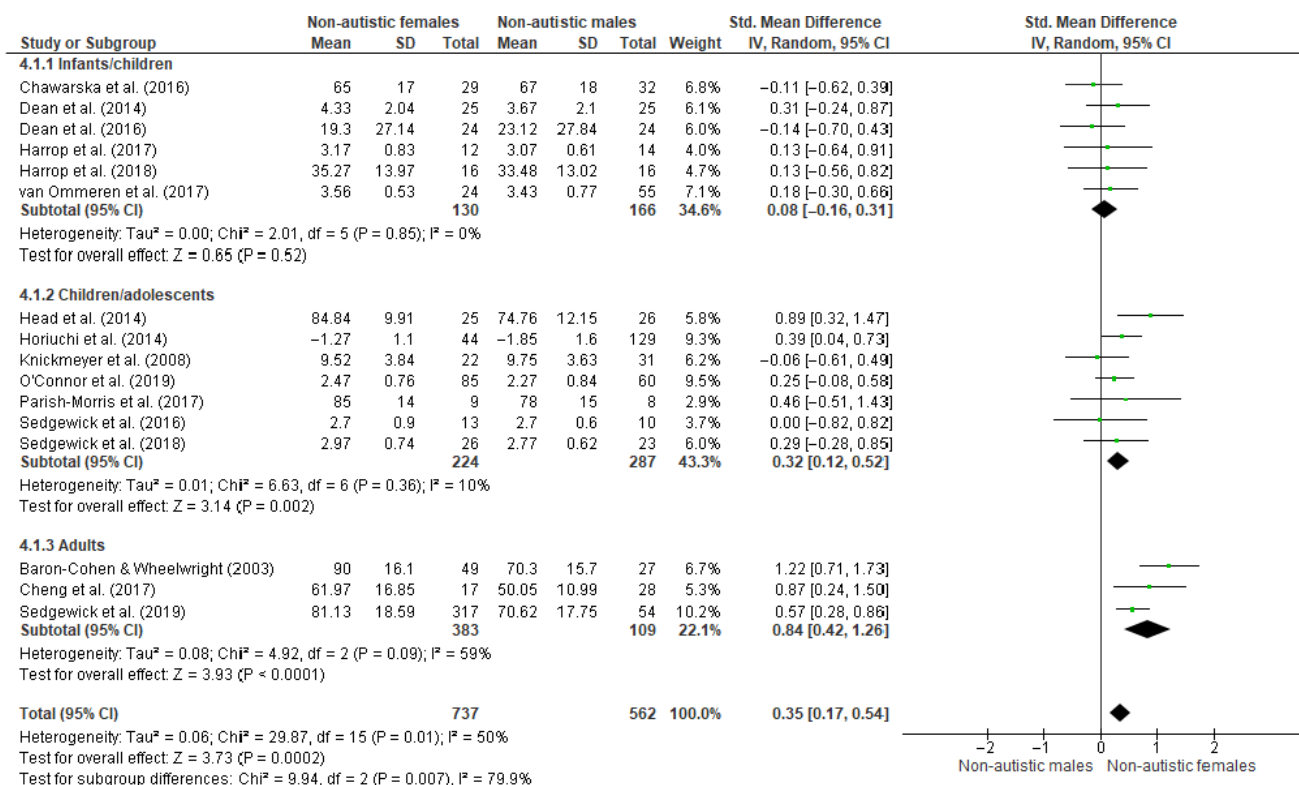 Non-autistic females Non-autistic males Std. Mean Difference Std. Mean Difference
Study or Subgroup Mean SD Total Mean SD Total Weight IV, Random, 95% CI IV, Random, 95% CI
4.1.1 Infants/children
Chawarska et al. (2016) 65 17 29 67 18 32 6.8% −0.11 [−0.62, 0.39]
Dean et al. (2014) 4.33 2.04 25 3.67 2.1 25 6.1% 0.31 [−0.24, 0.87]
Dean et al. (2016) 19.3 27.14 24 23.12 27.84 24 6.0% −0.14 [−0.70, 0.43]
Harrop et al. (2017) 3.17 0.83 12 3.07 0.61 14 4.0% 0.13 [−0.64, 0.91]
Harrop et al. (2018) 35.27 13.97 16 33.48 13.02 16 4.7% 0.13 [−0.56, 0.82]
van Ommeren et al. (2017) 3.56 0.53 24 3.43 0.77 55 7.1% 0.18 [−0.30, 0.66]
Subtotal (95% CI) 130 166 34.6% 0.08 [−0.16, 0.31]
Heterogeneity: Tau² = 0.00; Chi² = 2.01, df = 5 (P = 0.85); I² = 0%
Test for overall effect: Z = 0.65 (P = 0.52)
4.1.2 Children/adolescents
Head et al. (2014) 84.84 9.91 25 74.76 12.15 26 5.8% 0.89 [0.32, 1.47]
Horiuchi et al. (2014) −1.27 1.1 44 −1.85 1.6 129 9.3% 0.39 [0.04, 0.73]
Knickmeyer et al. (2008) 9.52 3.84 22 9.75 3.63 31 6.2% −0.06 [−0.61, 0.49]
O'Connor et al. (2019) 2.47 0.76 85 2.27 0.84 60 9.5% 0.25 [−0.08, 0.58]
Parish-Morris et al. (2017) 85 14 9 78 15 8 2.9% 0.46 [−0.51, 1.43]
Sedgewick et al. (2016) 2.7 0.9 13 2.7 0.6 10 3.7% 0.00 [−0.82, 0.82]
Sedgewick et al. (2018) 2.97 0.74 26 2.77 0.62 23 6.0% 0.29 [−0.28, 0.85]
Subtotal (95% CI) 224 287 43.3% 0.32 [0.12, 0.52]
Heterogeneity: Tau² = 0.01; Chi² = 6.63, df = 6 (P = 0.36); I² = 10%
Test for overall effect: Z = 3.14 (P = 0.002)
4.1.3 Adults
Baron-Cohen & Wheelwright (2003) 90 16.1 49 70.3 15.7 27 6.7% 1.22 [0.71, 1.73]
Cheng et al. (2017) 61.97 16.85 17 50.05 10.99 28 5.3% 0.87 [0.24, 1.50]
Sedgewick et al. (2019) 81.13 18.59 317 70.62 17.75 54 10.2% 0.57 [0.28, 0.86]
Subtotal (95% CI) 383 109 22.1% 0.84 [0.42, 1.26]
Heterogeneity: Tau² = 0.08; Chi² = 4.92, df = 2 (P = 0.09); I² = 59%
Test for overall effect: Z = 3.93 (P < 0.0001)
Total (95% CI) 737 562 100.0% 0.35 [0.17, 0.54]
Heterogeneity: Tau² = 0.06; Chi² = 29.87, df = 15 (P = 0.01); I² = 50%
Test for overall effect: Z = 3.73 (P = 0.0002)
Test for subgroup differences: Chi² = 9.94, df = 2 (P = 0.007), I² = 79.9%
−2 −1 0 1 2
Non-autistic males Non-autistic females